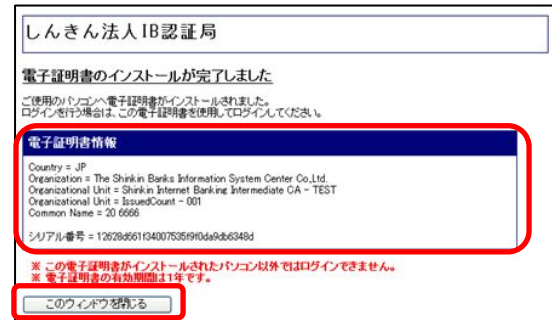 しんきん法人IB認証局
電子証明書のインストールが完了しました
ご使用のパソコンへ電子証明書がインストールされました。
ログインを行う場合は、この電子証明書を使用してログインしてください。
電子証明書情報
Country = JP
Organization = The Shinkin Banks Information System Center Co.,Ltd.
Organizational Unit = Shinkin Internet Banking Intermediate CA - TEST
Organizational Unit = IssuedCount - 001
Common Name = 20 6666
シリアル番号 = 12628d661f34007535f9f0da9db6348d
※ この電子証明書がインストールされたパソコン以外ではログインできません。
※ 電子証明書の有効期間は1年です。
このウィンドウを閉じる